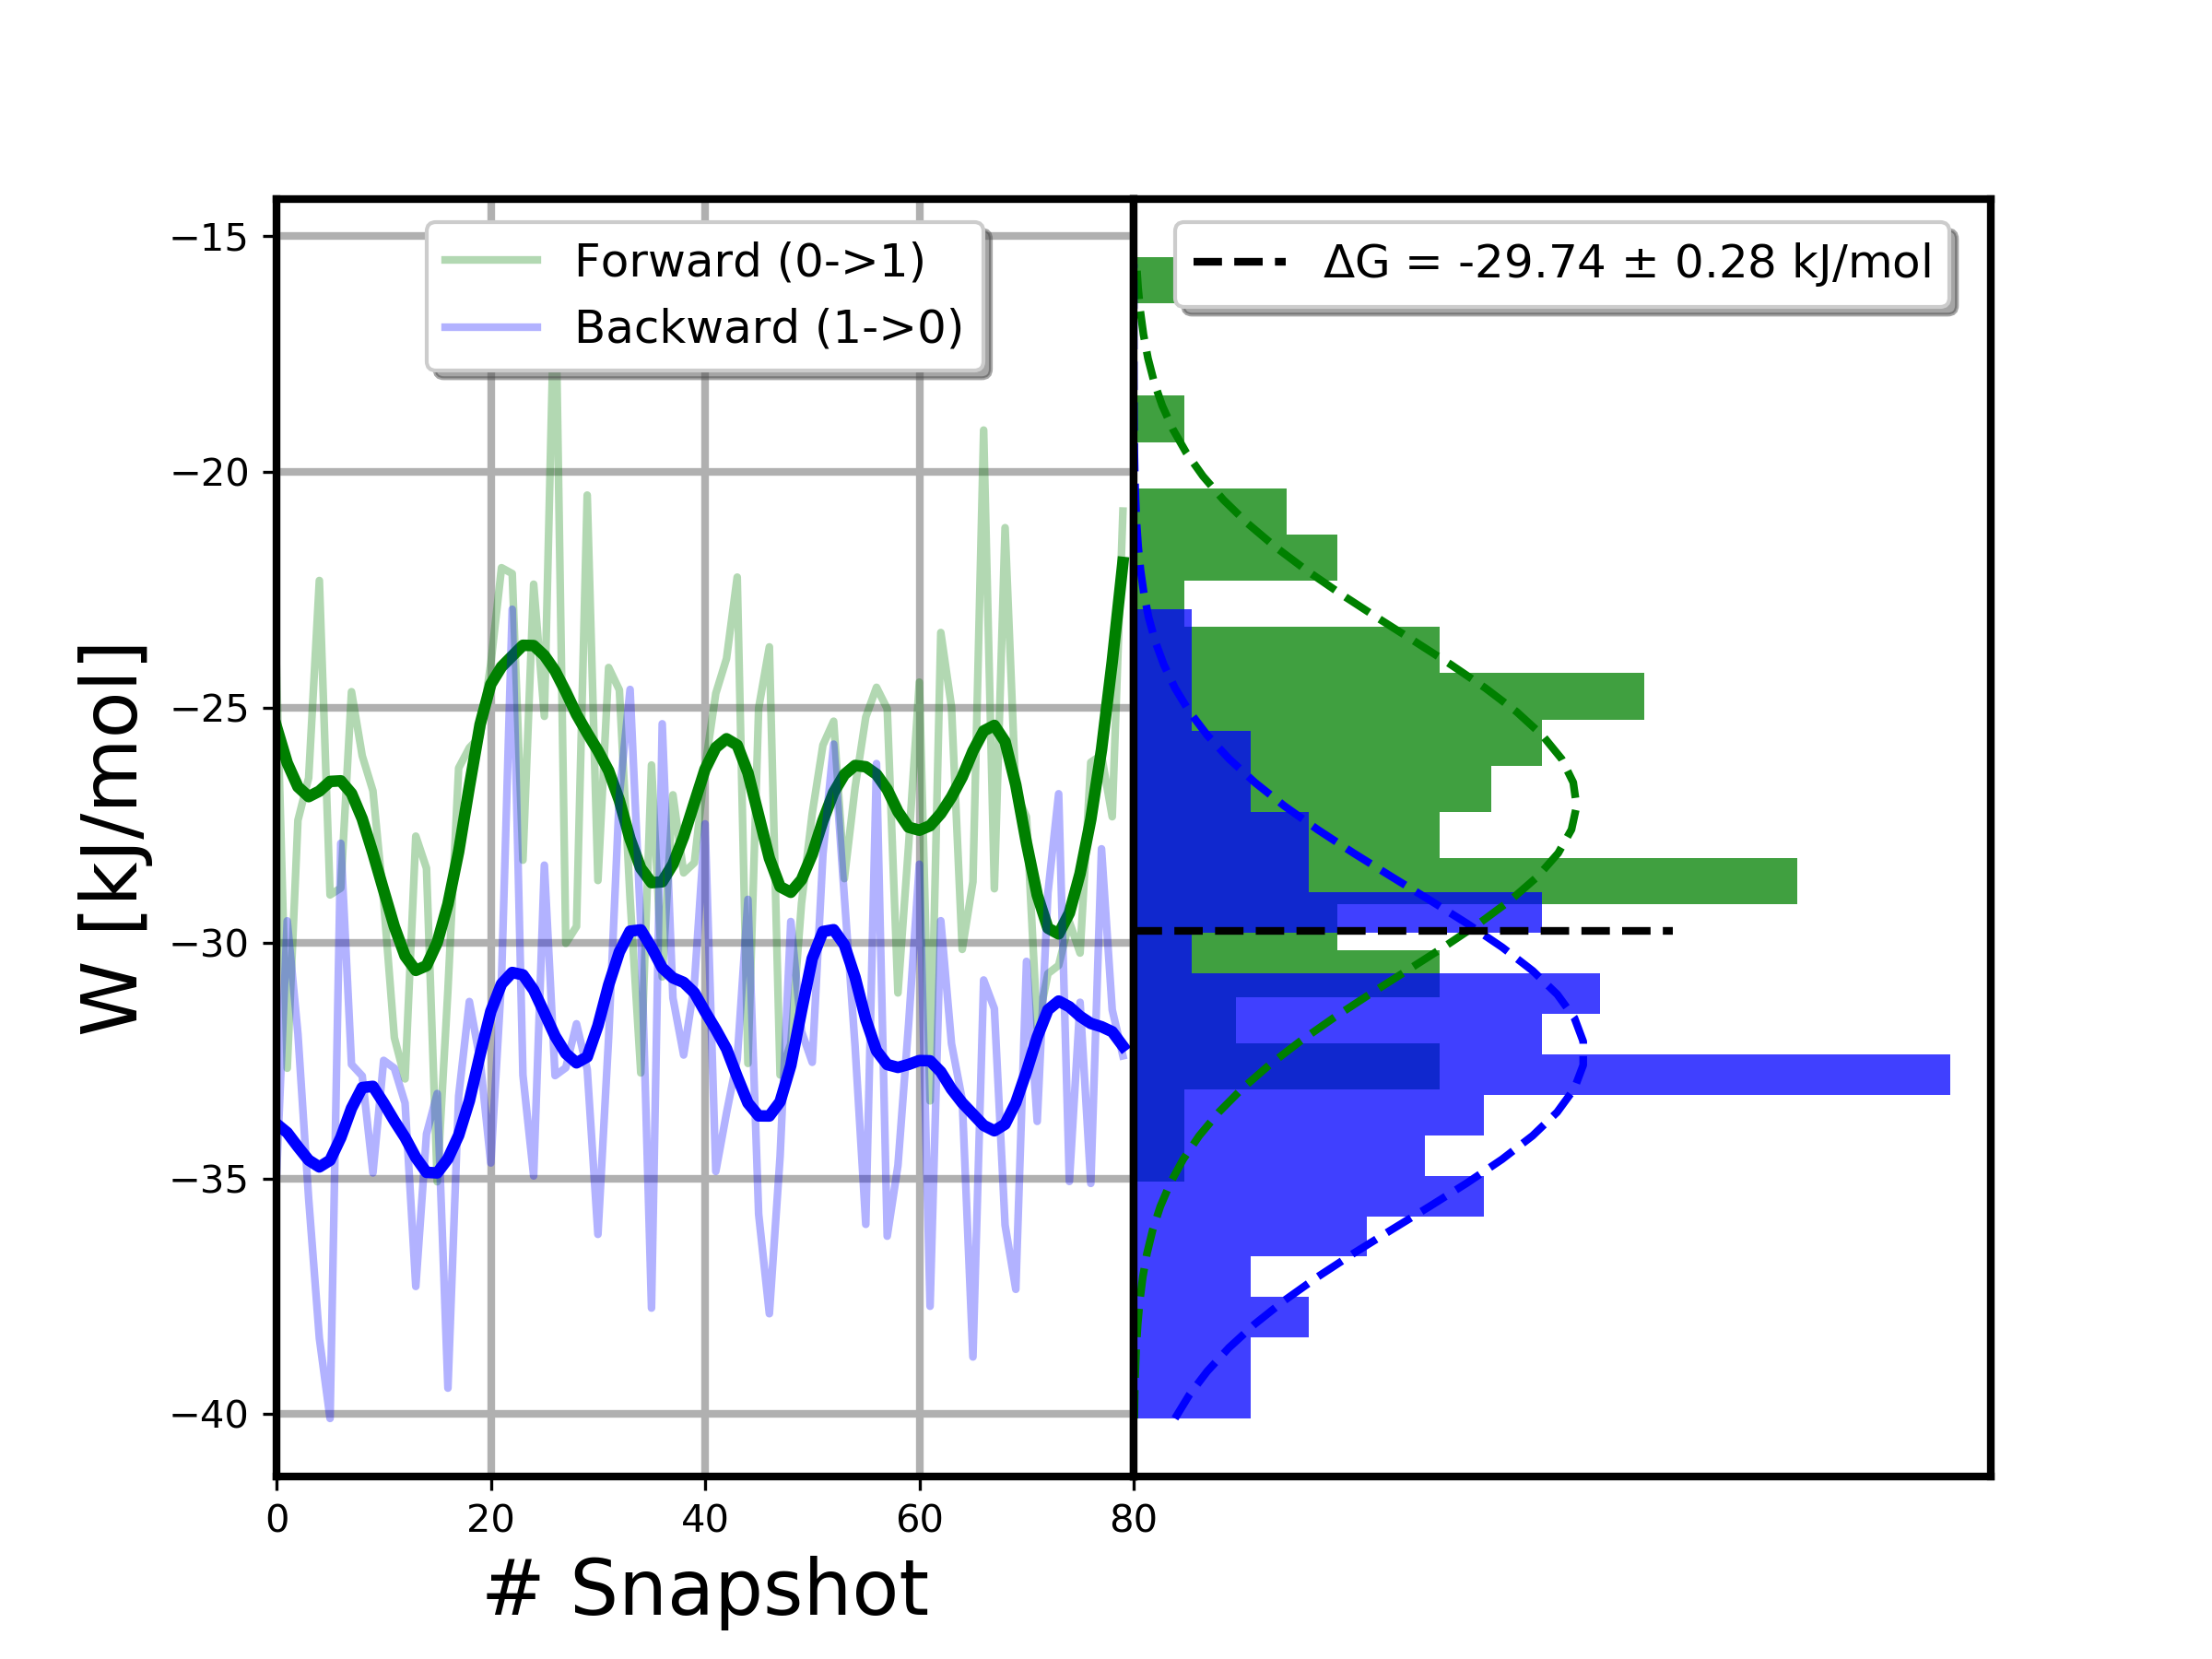 Forward (0->1)
Backward (1->0)
ΔG = -29.74 ± 0.28 kJ/mol
W [kJ/mol]
−15
−20
−25
−30
−35
−40
0 20 40 60 80
# Snapshot